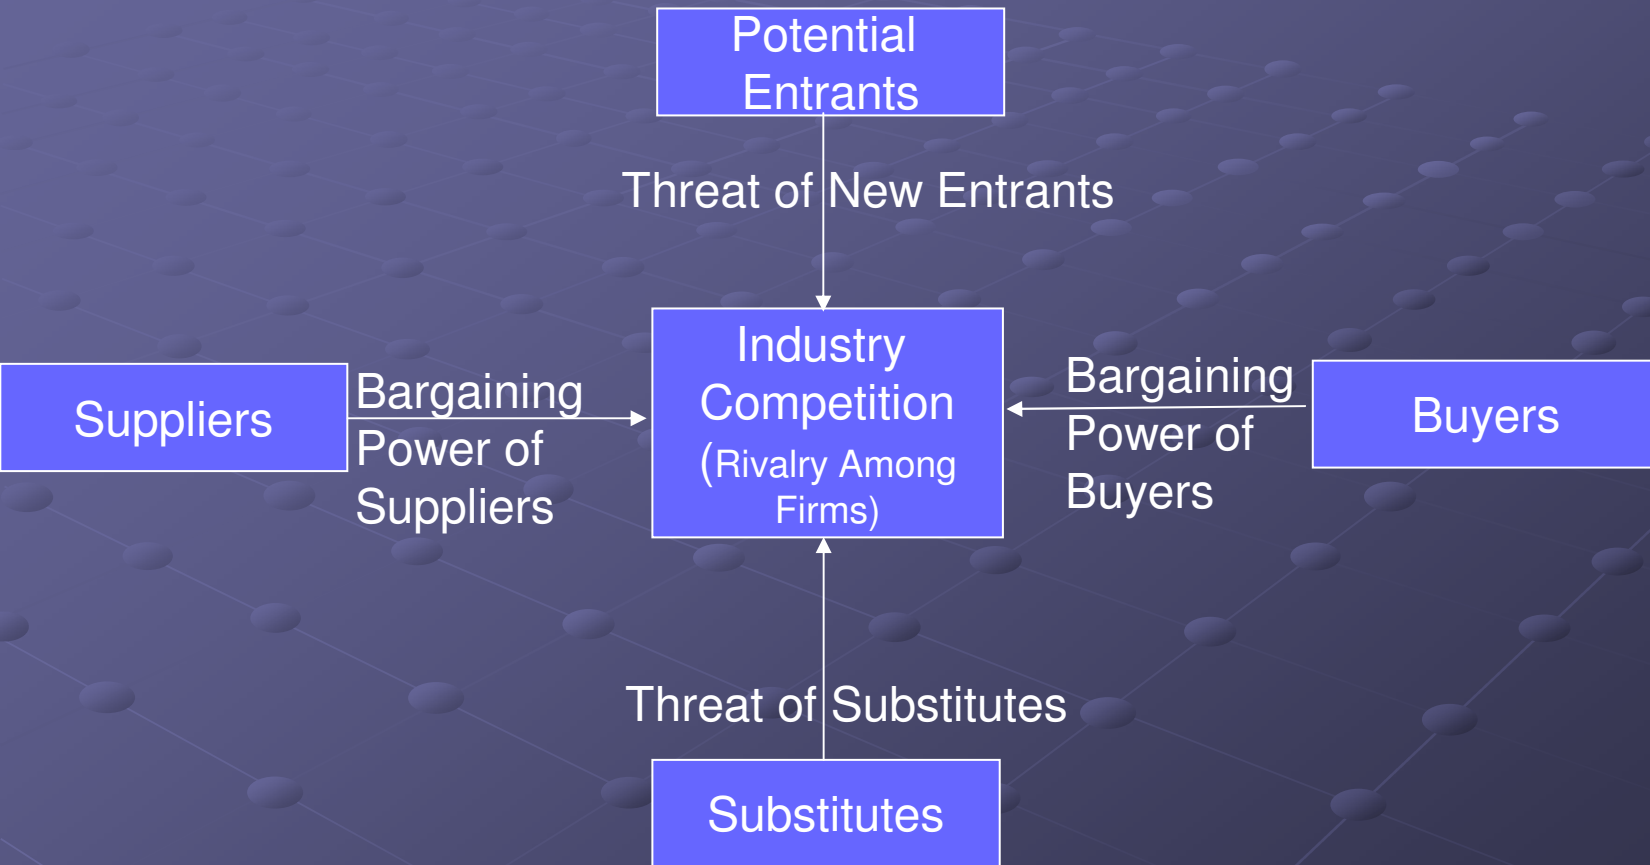 Potential
Entrants
Threat of New Entrants
Industry
Competition
(Rivalry Among
Firms)
Suppliers
Bargaining
Power of
Suppliers
Bargaining
Power of
Buyers
Buyers
Threat of Substitutes
Substitutes